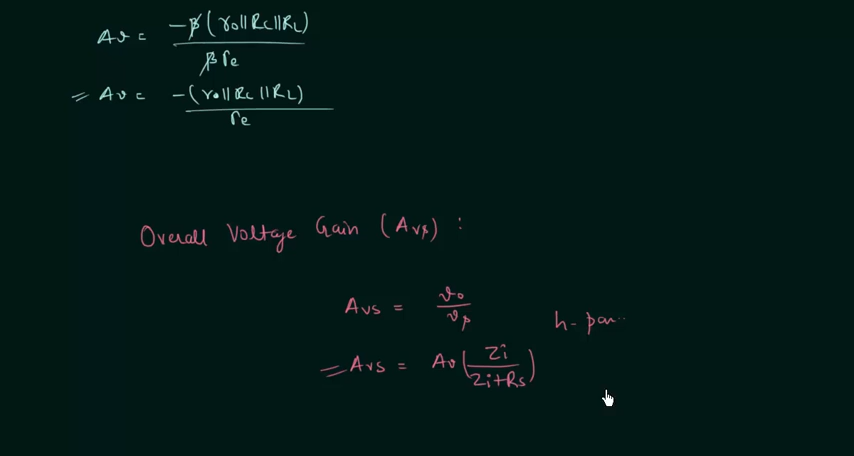 Av = -β(ro||Rc||RL) / βre
= Av = -(ro||Rc||RL) / re
Overall Voltage Gain (Avs) :
Avs = vo / vs
h-par..
= Avs = Av(Zi / Zi+Rs)